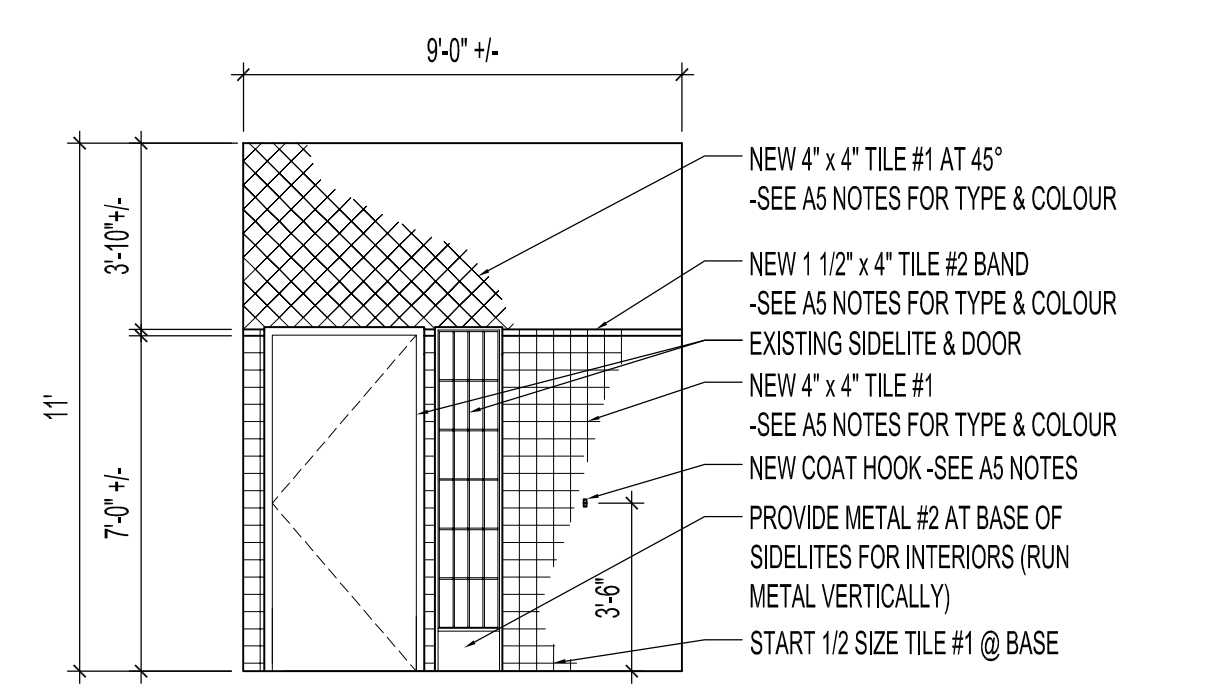 9'-0" +/-
NEW 4" x 4" TILE #1 AT 45°
-SEE A5 NOTES FOR TYPE & COLOUR
3'-10"+/-
NEW 1 1/2" x 4" TILE #2 BAND
-SEE A5 NOTES FOR TYPE & COLOUR
EXISTING SIDELITE & DOOR
11'
NEW 4" x 4" TILE #1
-SEE A5 NOTES FOR TYPE & COLOUR
NEW COAT HOOK -SEE A5 NOTES
7'-0" +/-
PROVIDE METAL #2 AT BASE OF
SIDELITES FOR INTERIORS (RUN
METAL VERTICALLY)
3'-6"
START 1/2 SIZE TILE #1 @ BASE